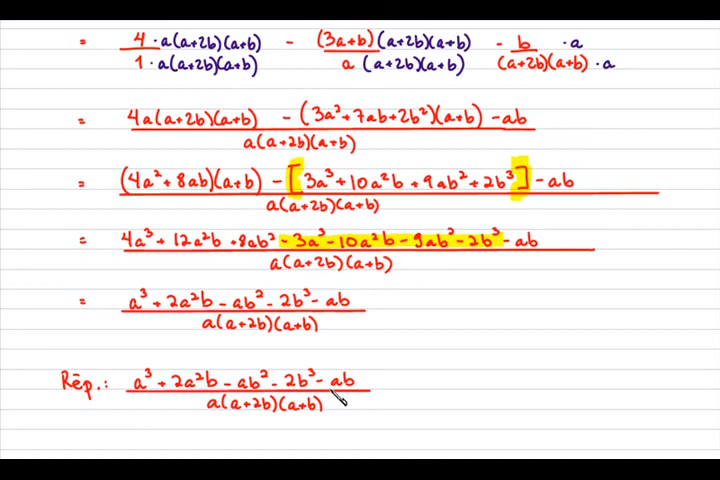 = 4 · a(a+2b)(a+b) / 1 · a(a+2b)(a+b) - (3a+b)(a+2b)(a+b) / a (a+2b)(a+b) - b · a / (a+2b)(a+b) · a
= 4a(a+2b)(a+b) - (3a² + 7ab + 2b²)(a+b) - ab / a(a+2b)(a+b)
= (4a² + 8ab)(a+b) - [3a³ + 10a²b + 9ab² + 2b³] - ab / a(a+2b)(a+b)
= 4a³ + 12a²b + 8ab² - 3a³ - 10a²b - 9ab² - 2b³ - ab / a(a+2b)(a+b)
= a³ + 2a²b - ab² - 2b³ - ab / a(a+2b)(a+b)
Rép.: a³ + 2a²b - ab² - 2b³ - ab / a(a+2b)(a+b)